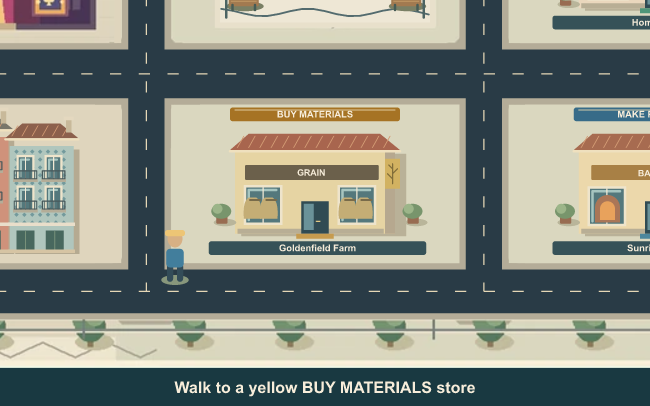 Hom
BUY MATERIALS
MAKE
GRAIN
BA
Goldenfield Farm
Sunri
Walk to a yellow BUY MATERIALS store